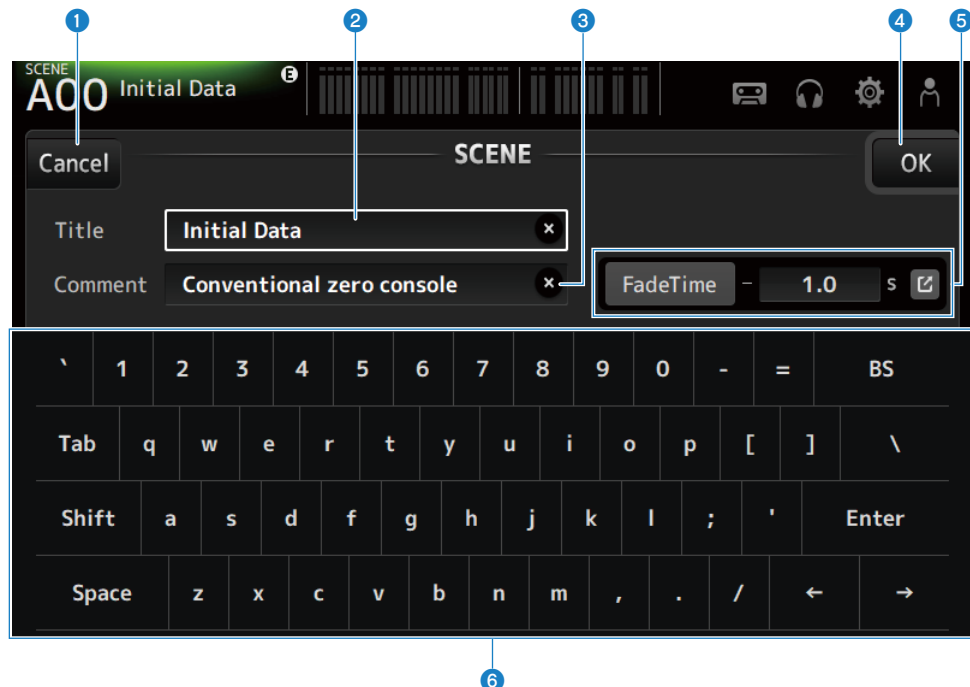 1 2 3 4 5
SCENE
A00 Initial Data E
Cancel SCENE OK
Title Initial Data ×
Comment Conventional zero console × FadeTime – 1.0 s
` 1 2 3 4 5 6 7 8 9 0 - = BS
Tab q w e r t y u i o p [ ] \
Shift a s d f g h j k l ; ' Enter
Space z x c v b n m , . / ← →
6